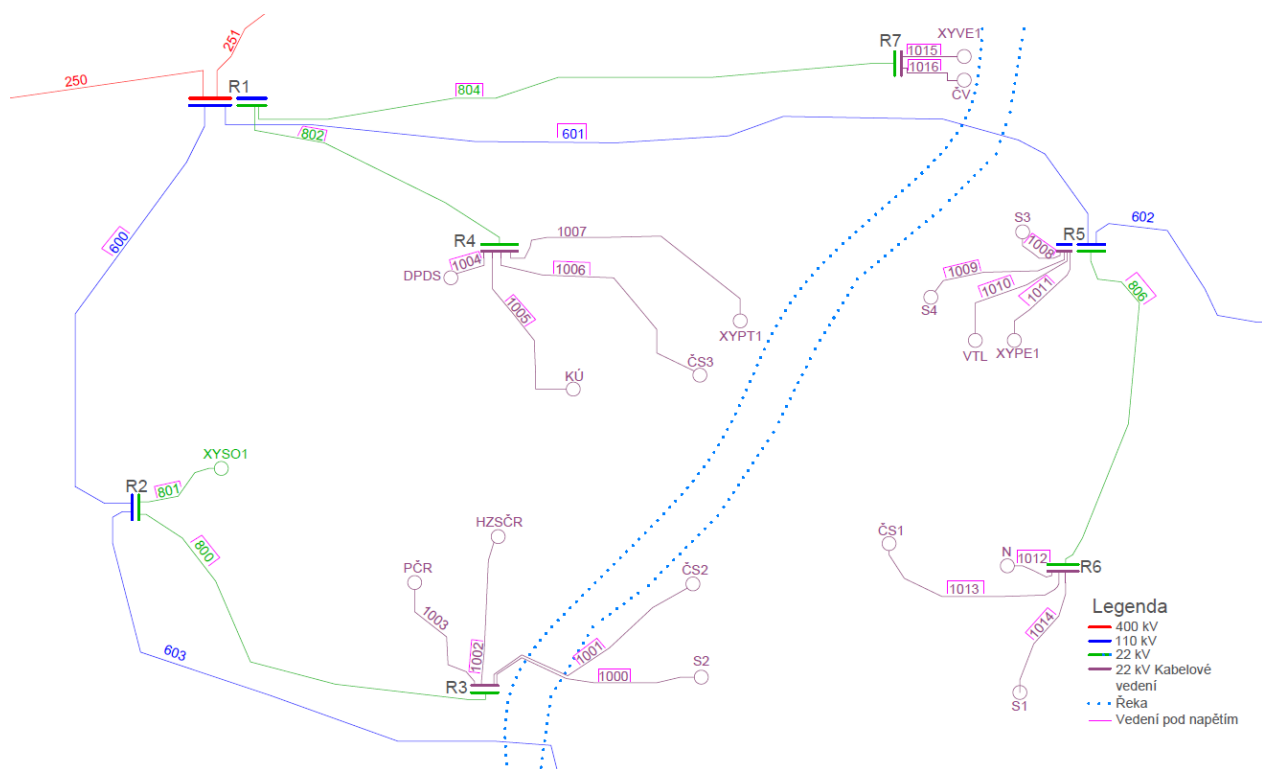 251
250
R1
804
R7
1015
1016
XYVE1
ČV
802
601
600
R4
1007
1004
DPDS
1006
1005
XYPT1
ČS3
KÚ
S3
1008
R5
602
1009
1010
1011
806
S4
VTL
XYPE1
XYSO1
R2
801
800
603
HZSČR
PČR
1003
1002
ČS2
1001
R3
1000
S2
ČS1
N
1012
R6
1013
1014
S1
Legenda
400 kV
110 kV
22 kV
22 kV Kabelové
vedení
Řeka
Vedení pod napětím